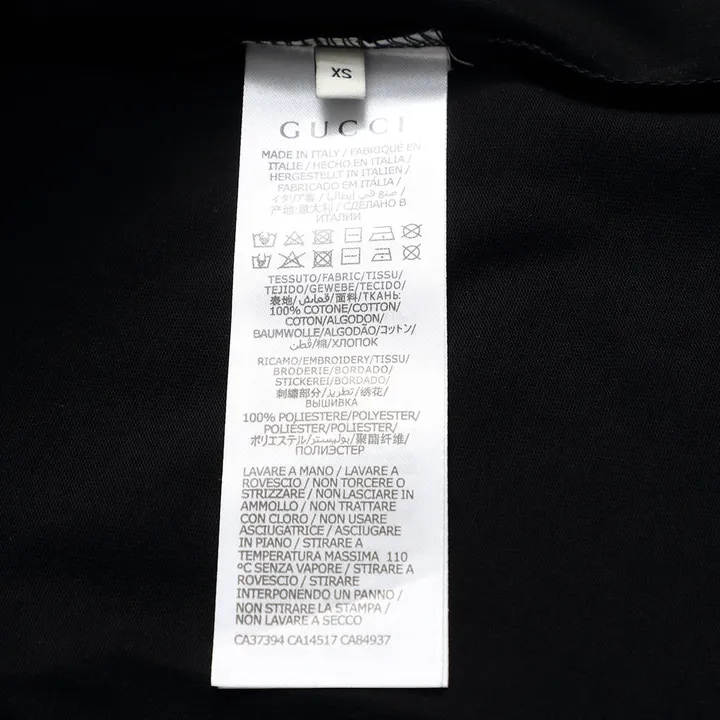 XS
GUCCI
MADE IN ITALY / FABRIQUÉ EN
ITALIE / HECHO EN ITALIA /
HERGESTELLT IN ITALIEN /
FABRICADO EM ITÁLIA /
イタリア製 / صنع في إيطاليا /
产地:意大利 / СДЕЛАНО В
ИТАЛИИ
TESSUTO/FABRIC/TISSU/
TEJIDO/GEWEBE/TECIDO/
表地/قماش/面料/ТКАНЬ:
100% COTONE/COTTON/
COTON/ALGODON/
BAUMWOLLE/ALGODÃO/コットン/
قطن/棉/ХЛОПОК
RICAMO/EMBROIDERY/TISSU/
BRODERIE/BORDADO/
STICKEREI/BORDADO/
刺繍部分/تطريز/绣花/
ВЫШИВКА
100% POLIESTERE/POLYESTER/
POLIÉSTER/POLYESTER/
ポリエステル/بوليستر/聚酯纤维/
ПОЛИЭСТЕР
LAVARE A MANO / LAVARE A
ROVESCIO / NON TORCERE O
STRIZZARE / NON LASCIARE IN
AMMOLLO / NON TRATTARE
CON CLORO / NON USARE
ASCIUGATRICE / ASCIUGARE
IN PIANO / STIRARE A
TEMPERATURA MASSIMA 110
ºC SENZA VAPORE / STIRARE A
ROVESCIO / STIRARE
INTERPONENDO UN PANNO /
NON STIRARE LA STAMPA /
NON LAVARE A SECCO
CA37394 CA14517 CA84937